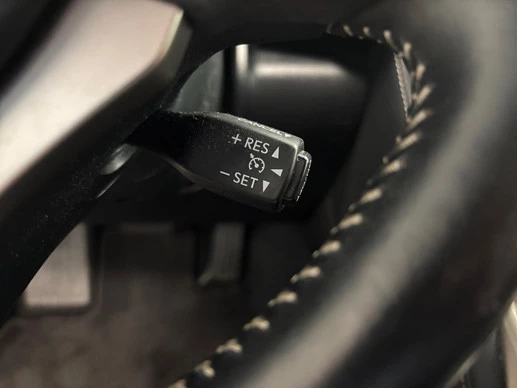 + RES ▲
− SET ▼